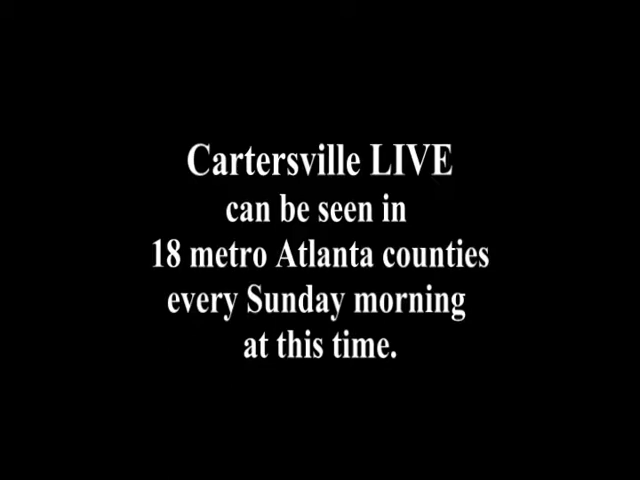 Cartersville LIVE
can be seen in
18 metro Atlanta counties
every Sunday morning
at this time.